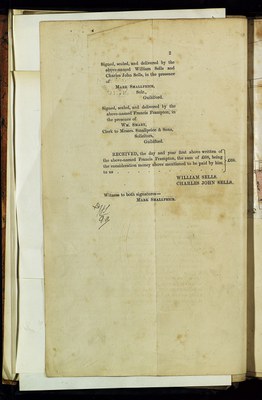 3
Signed, sealed, and delivered by the
above-named William Sells and
Charles John Sells, in the presence
of
MARK SMALLPEICE,
Solr.,
Guildford.
Signed, sealed, and delivered by the
above-named Francis Frampton, in
the presence of
WM. SMART,
Clerk to Messrs. Smallpeice & Sons,
Solicitors,
Guildford.
RECEIVED, the day and year first above written of
the above-named Francis Frampton, the sum of £60, being
the consideration money above mentioned to be paid by him
to us
£60.
WILLIAM SELLS.
CHARLES JOHN SELLS.
Witness to both signatures—
MARK SMALLPEICE.